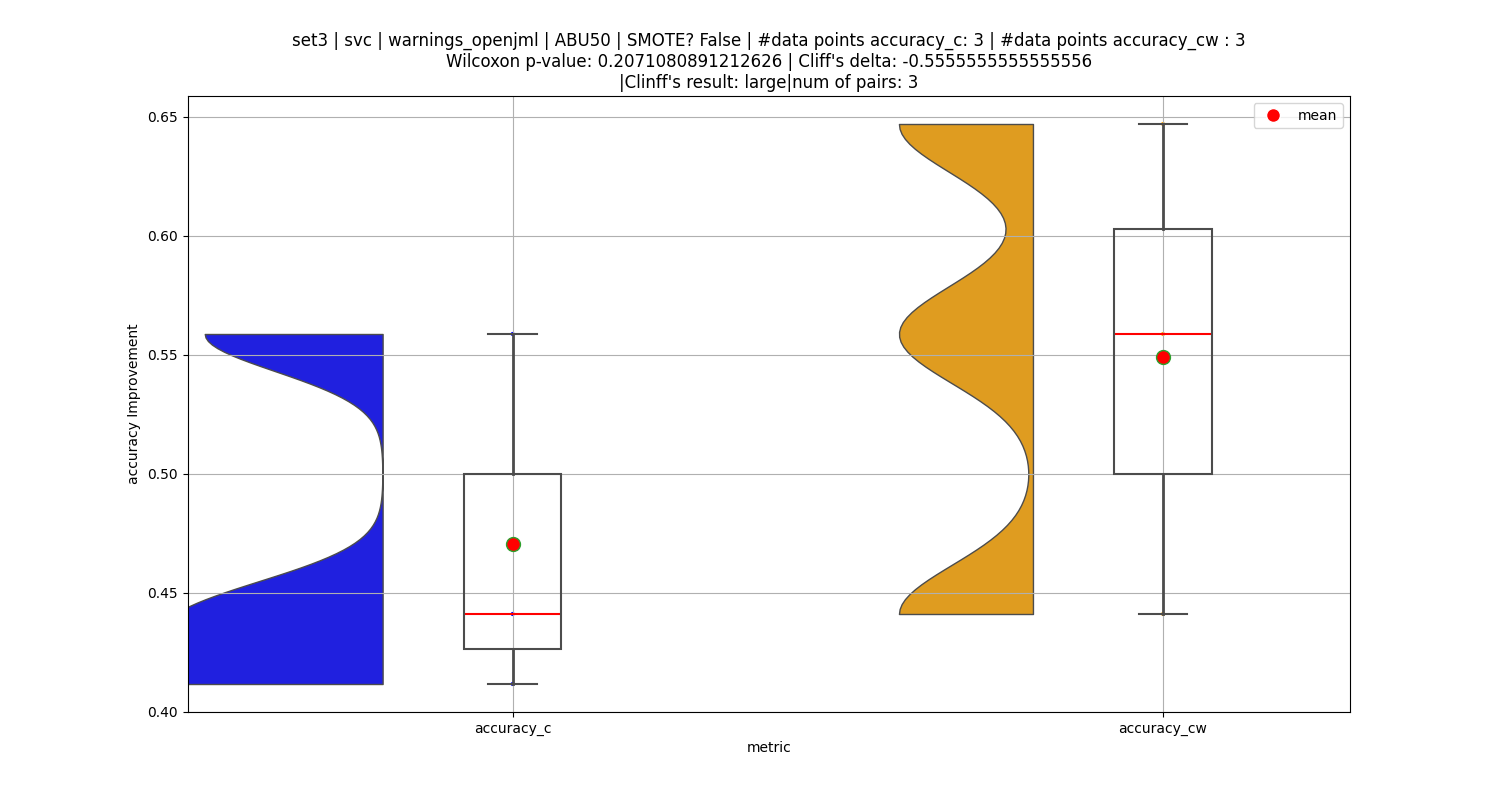 set3 | svc | warnings_openjml | ABU50 | SMOTE? False | #data points accuracy_c: 3 | #data points accuracy_cw : 3
Wilcoxon p-value: 0.2071080891212626 | Cliff's delta: -0.5555555555555556
|Clinff's result: large|num of pairs: 3
mean
0.65
0.60
0.55
0.50
0.45
0.40
accuracy Improvement
accuracy_c
accuracy_cw
metric